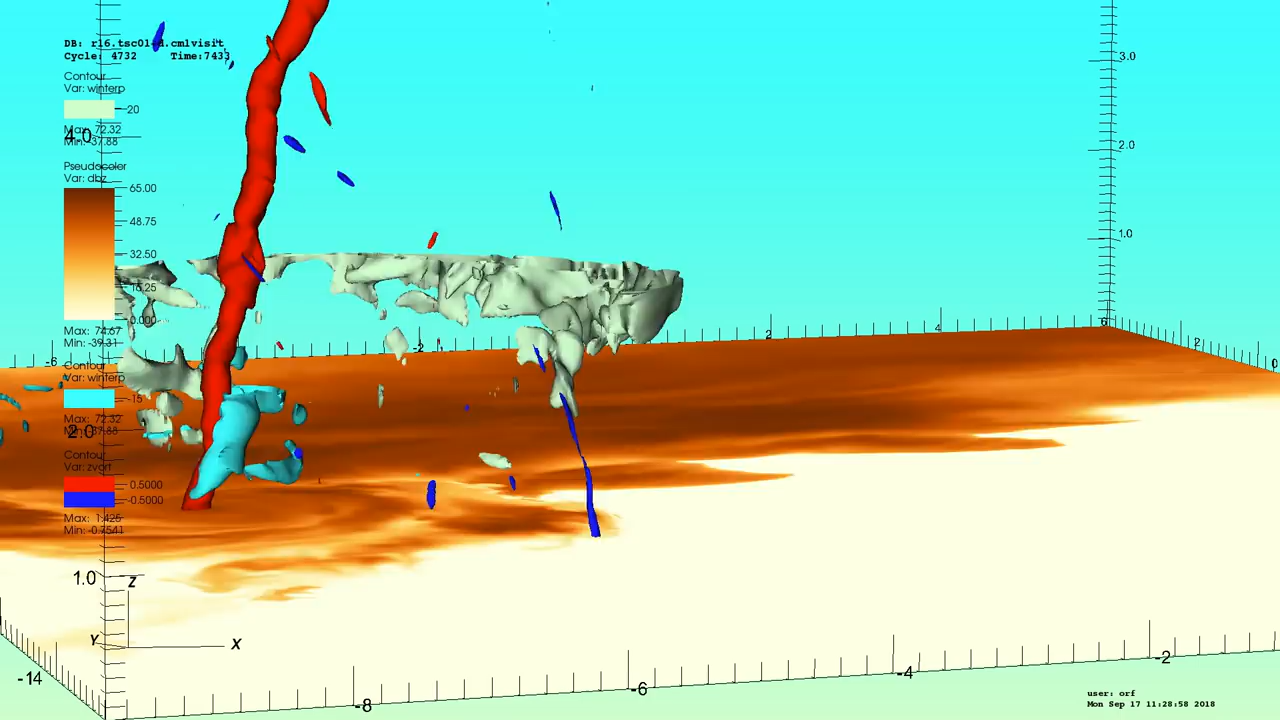 DB: r16.tsc01-d.cmlvisit
Cycle: 4732 Time:7433
Contour
Var: winterp
20
Max: 72.32
Min: -37.88
4.0
Pseudocolor
Var: dbz
65.00
48.75
32.50
16.25
0.000
Max: 74.67
Min: -39.31
Contour
Var: winterp
-15
Max: 72.32
Min: -37.88
2.0
Contour
Var: zvort
0.5000
-0.5000
Max: 1.425
Min: -0.7541
3.0
2.0
1.0
-6
-2
2
4
6
2
0
1.0
Z
Y
X
-14
-8
-6
-4
-2
user: orf
Mon Sep 17 11:28:58 2018